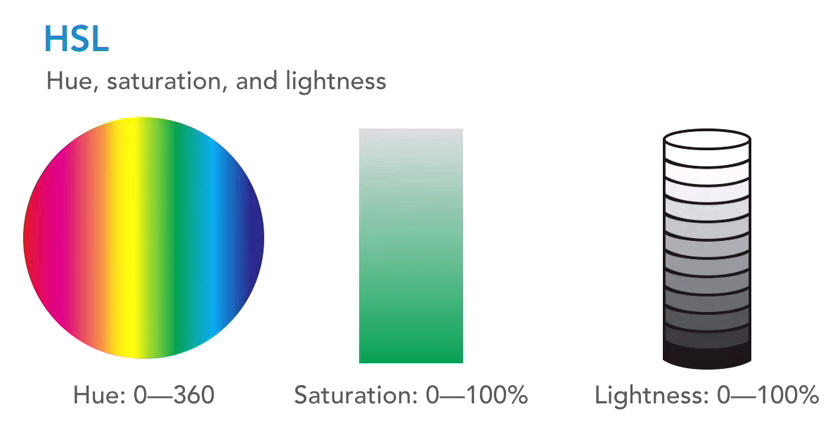 HSL
Hue, saturation, and lightness
Hue: 0—360
Saturation: 0—100%
Lightness: 0—100%